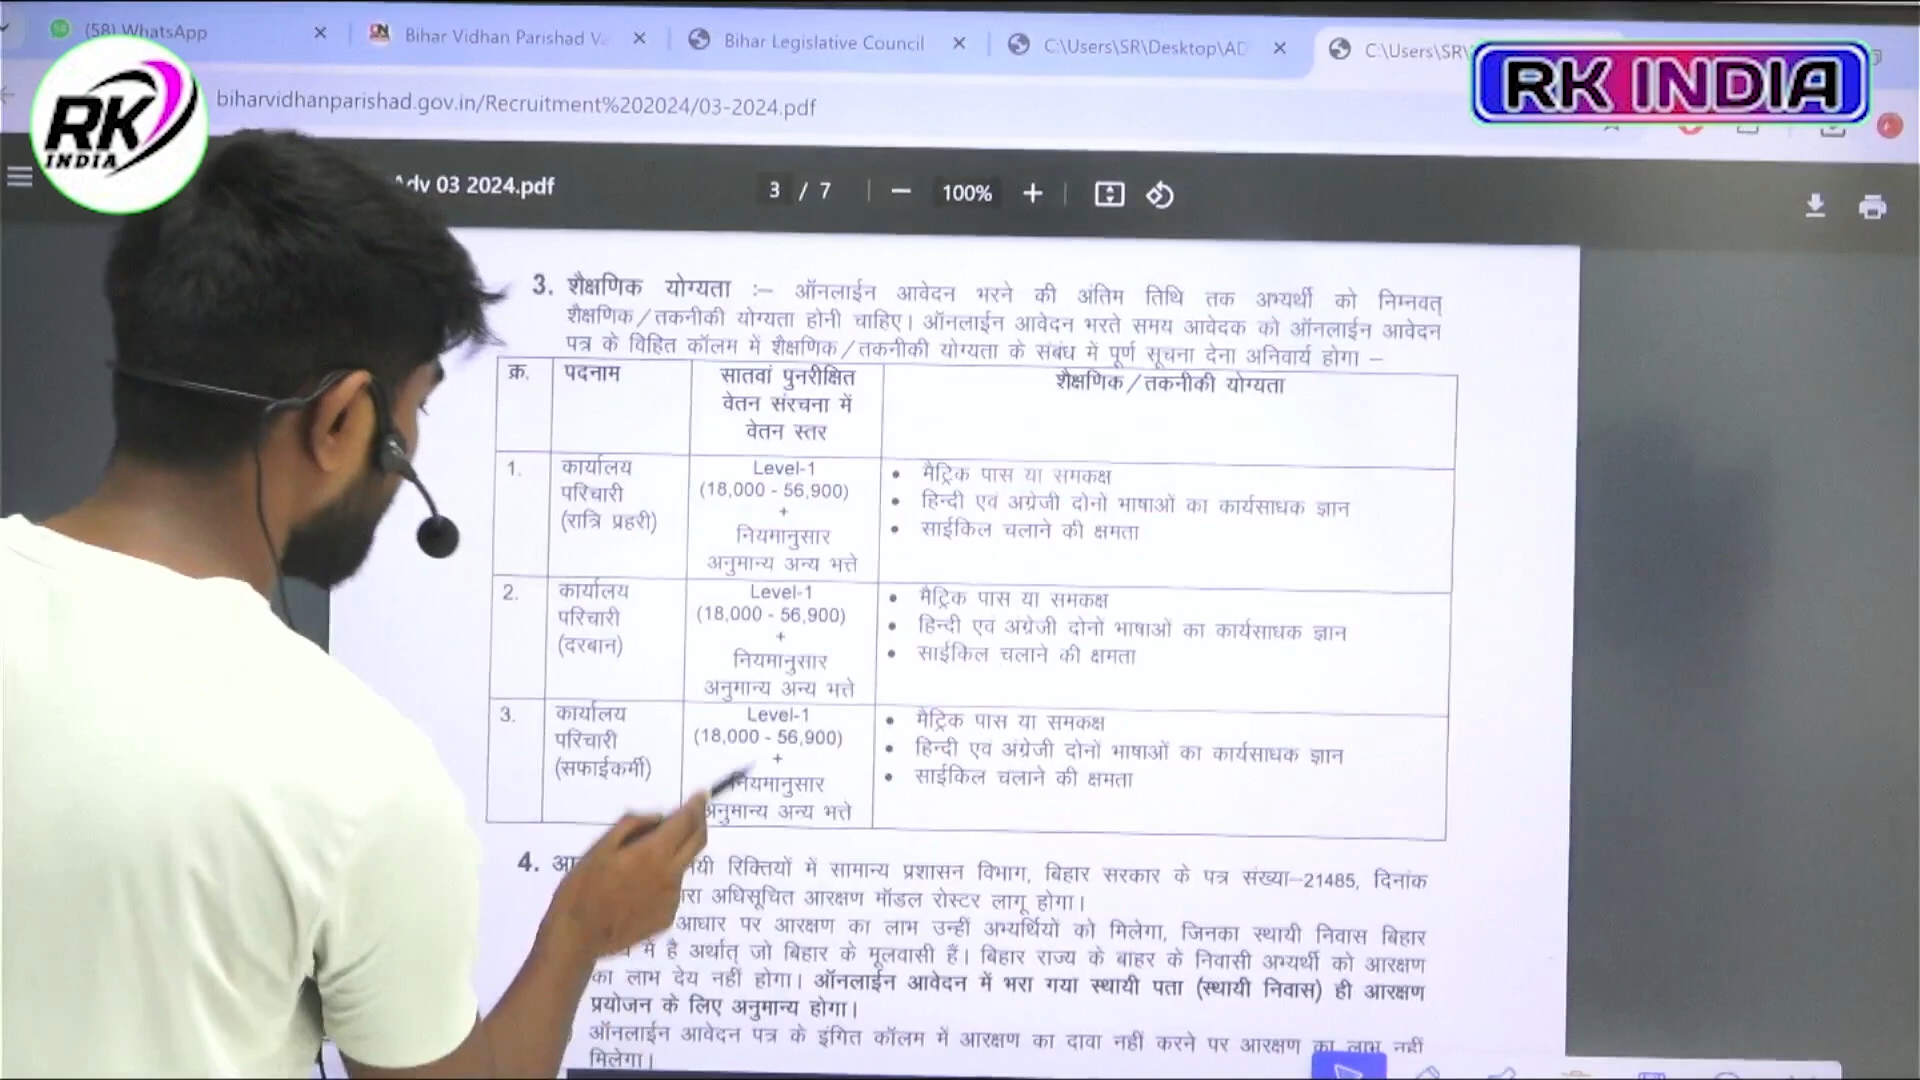 (58) WhatsApp
Bihar Vidhan Parishad Va
Bihar Legislative Council
C:\Users\SR\Desktop\AD
C:\Users\SR\
RK INDIA
RK
INDIA
biharvidhanparishad.gov.in/Recruitment%202024/03-2024.pdf
Adv 03 2024.pdf
3 / 7
100%
3. शैक्षणिक योग्यता :– ऑनलाईन आवेदन भरने की अंतिम तिथि तक अभ्यर्थी को निम्नवत्
शैक्षणिक/तकनीकी योग्यता होनी चाहिए। ऑनलाईन आवेदन भरते समय आवेदक को ऑनलाईन आवेदन
पत्र के विहित कॉलम में शैक्षणिक/तकनीकी योग्यता के संबंध में पूर्ण सूचना देना अनिवार्य होगा –
क्र.
पदनाम
सातवां पुनरीक्षित
वेतन संरचना में
वेतन स्तर
शैक्षणिक/तकनीकी योग्यता
1.
कार्यालय
परिचारी
(रात्रि प्रहरी)
Level-1
(18,000 - 56,900)
+
नियमानुसार
अनुमान्य अन्य भत्ते
• मैट्रिक पास या समकक्ष
• हिन्दी एवं अंग्रेजी दोनों भाषाओं का कार्यसाधक ज्ञान
• साईकिल चलाने की क्षमता
2.
कार्यालय
परिचारी
(दरबान)
Level-1
(18,000 - 56,900)
+
नियमानुसार
अनुमान्य अन्य भत्ते
• मैट्रिक पास या समकक्ष
• हिन्दी एवं अंग्रेजी दोनों भाषाओं का कार्यसाधक ज्ञान
• साईकिल चलाने की क्षमता
3.
कार्यालय
परिचारी
(सफाईकर्मी)
Level-1
(18,000 - 56,900)
+
नियमानुसार
अनुमान्य अन्य भत्ते
• मैट्रिक पास या समकक्ष
• हिन्दी एवं अंग्रेजी दोनों भाषाओं का कार्यसाधक ज्ञान
• साईकिल चलाने की क्षमता
4. रिक्तियों में सामान्य प्रशासन विभाग, बिहार सरकार के पत्र संख्या–21485, दिनांक
अधिसूचित आरक्षण मॉडल रोस्टर लागू होगा।
आधार पर आरक्षण का लाभ उन्हीं अभ्यर्थियों को मिलेगा, जिनका स्थायी निवास बिहार
में है अर्थात् जो बिहार के मूलवासी हैं। बिहार राज्य के बाहर के निवासी अभ्यर्थी को आरक्षण
का लाभ देय नहीं होगा। ऑनलाईन आवेदन में भरा गया स्थायी पता (स्थायी निवास) ही आरक्षण
प्रयोजन के लिए अनुमान्य होगा।
ऑनलाईन आवेदन पत्र के इंगित कॉलम में आरक्षण का दावा नहीं करने पर आरक्षण का लाभ नहीं
मिलेगा।